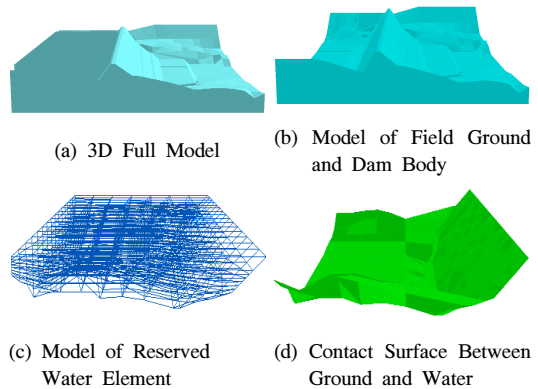 (a) 3D Full Model
(b) Model of Field Ground
and Dam Body
(c) Model of Reserved
Water Element
(d) Contact Surface Between
Ground and Water